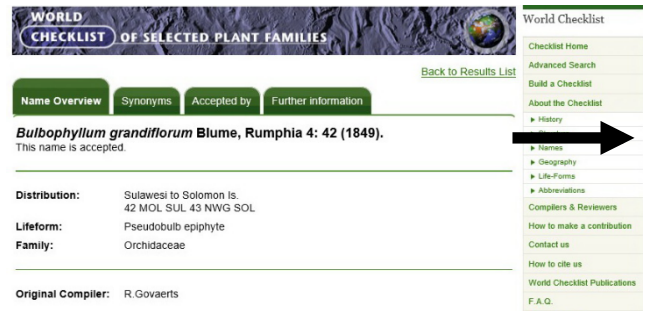 WORLD
CHECKLIST OF SELECTED PLANT FAMILIES
Back to Results List
Name Overview Synonyms Accepted by Further information
Bulbophyllum grandiflorum Blume, Rumphia 4: 42 (1849).
This name is accepted.
Distribution: Sulawesi to Solomon Is.
42 MOL SUL 43 NWG SOL
Lifeform: Pseudobulb epiphyte
Family: Orchidaceae
Original Compiler: R.Govaerts
World Checklist
Checklist Home
Advanced Search
Build a Checklist
About the Checklist
History
Names
Geography
Life-Forms
Abbreviations
Compilers & Reviewers
How to make a contribution
Contact us
How to cite us
World Checklist Publications
F.A.Q.